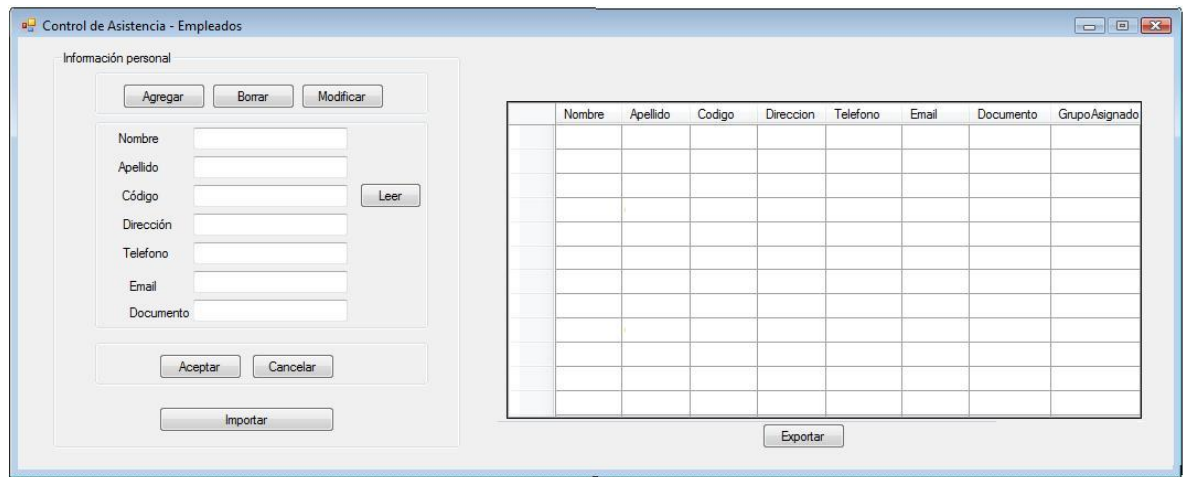 Control de Asistencia - Empleados
Información personal
Agregar Borrar Modificar
Nombre
Apellido
Código Leer
Dirección
Telefono
Email
Documento
Aceptar Cancelar
Importar
Nombre Apellido Codigo Direccion Telefono Email Documento GrupoAsignado
Exportar